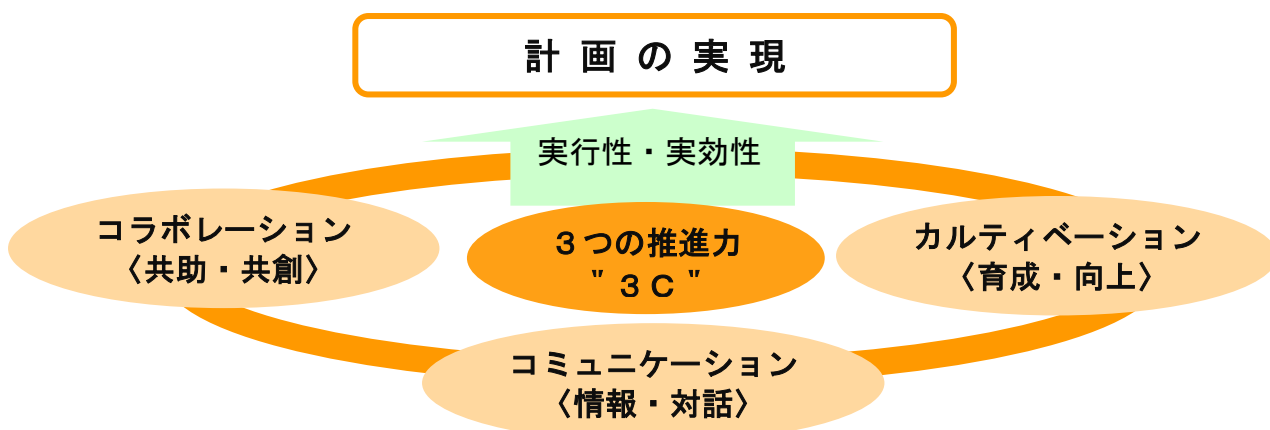 計画の実現
実行性・実効性
コラボレーション
〈共助・共創〉
３つの推進力
"３Ｃ"
カルティベーション
〈育成・向上〉
コミュニケーション
〈情報・対話〉